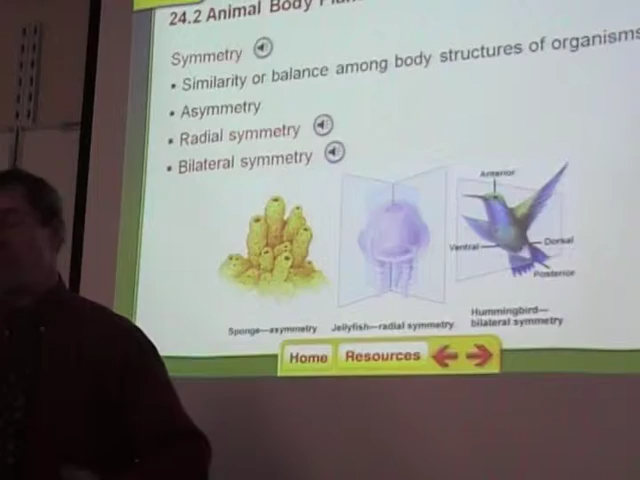 24.2 Animal Body
Symmetry
• Similarity or balance among body structures of organisms
• Asymmetry
• Radial symmetry
• Bilateral symmetry
Anterior
Ventral
Dorsal
Posterior
Sponge—asymmetry
Jellyfish—radial symmetry
Hummingbird—
bilateral symmetry
Home
Resources